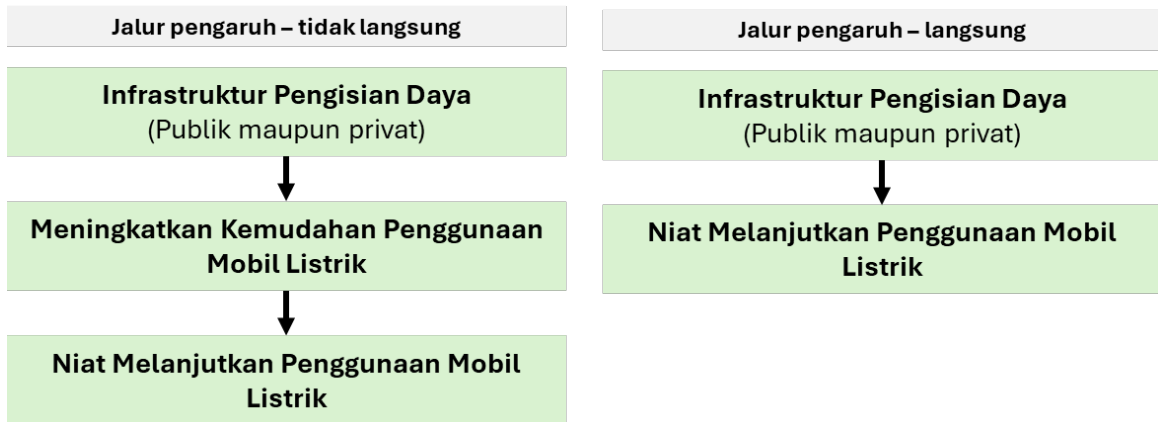 Jalur pengaruh – tidak langsung
Infrastruktur Pengisian Daya
(Publik maupun privat)
Meningkatkan Kemudahan Penggunaan
Mobil Listrik
Niat Melanjutkan Penggunaan Mobil
Listrik
Jalur pengaruh – langsung
Infrastruktur Pengisian Daya
(Publik maupun privat)
Niat Melanjutkan Penggunaan Mobil
Listrik